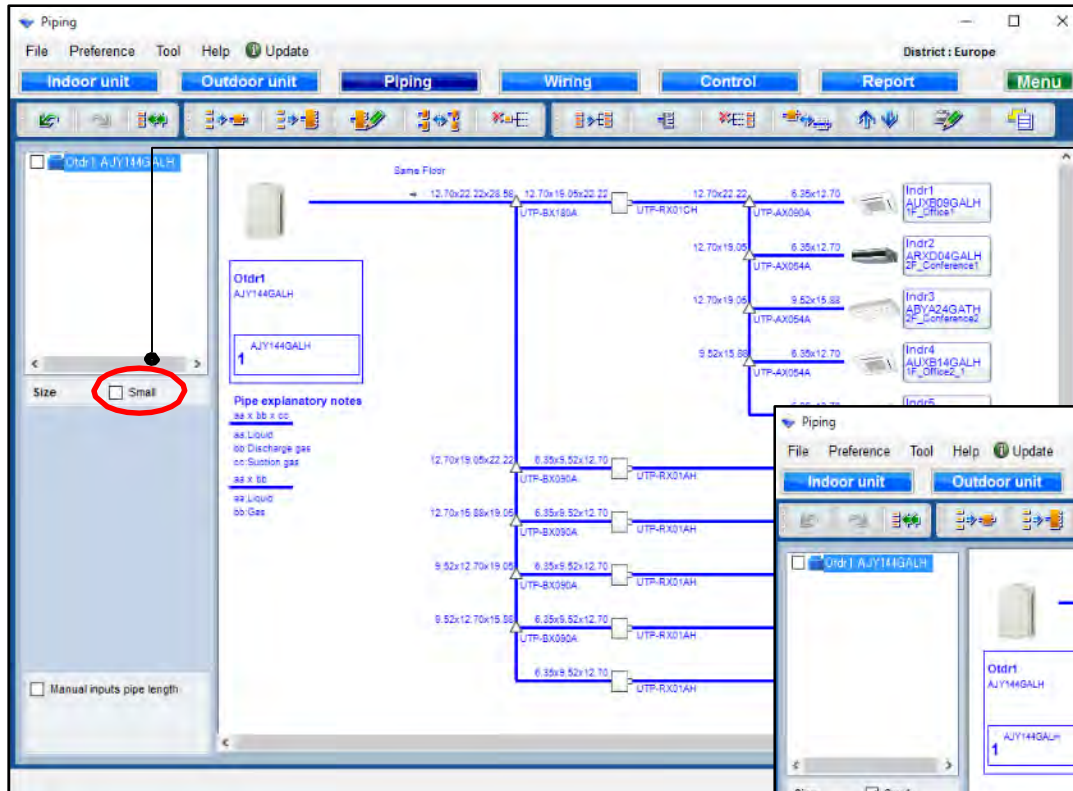 Piping
File Preference Tool Help Update District : Europe
Indoor unit Outdoor unit Piping Wiring Control Report Menu
Otdr1 AJY144GALH
Size Small
Manual inputs pipe length
Same Floor
12.70x22.22x28.58 12.70x19.05x22.22 12.70x22.22 6.35x12.70
UTP-BX180A UTP-RX01CH UTP-AX090A
Indr1
AUXB09GALH
1F_Office1
12.70x19.05 6.35x12.70
UTP-AX054A
Indr2
ARXD04GALH
2F_Conference1
12.70x19.05 9.52x15.88
UTP-AX054A
Indr3
ABYA24GATH
2F_Conference2
9.52x15.88 6.35x12.70
UTP-AX054A
Indr4
AUXB14GALH
1F_Office2_1
Indr5
Otdr1
AJY144GALH
AJY144GALH
1
Pipe explanatory notes
aa x bb x cc
aa:Liquid
bb:Discharge gas
cc:Suction gas
aa x bb
aa:Liquid
bb:Gas
12.70x19.05x22.22 6.35x9.52x12.70
UTP-BX090A UTP-RX01AH
12.70x15.88x19.05 6.35x9.52x12.70
UTP-BX090A UTP-RX01AH
9.52x12.70x19.05 6.35x9.52x12.70
UTP-BX090A UTP-RX01AH
9.52x12.70x15.88 6.35x9.52x12.70
UTP-BX090A UTP-RX01AH
6.35x9.52x12.70
UTP-RX01AH
Piping
File Preference Tool Help Update
Indoor unit Outdoor unit
Otdr1 AJY144GALH
Otdr1
AJY144GALH
AJY144GALH
1